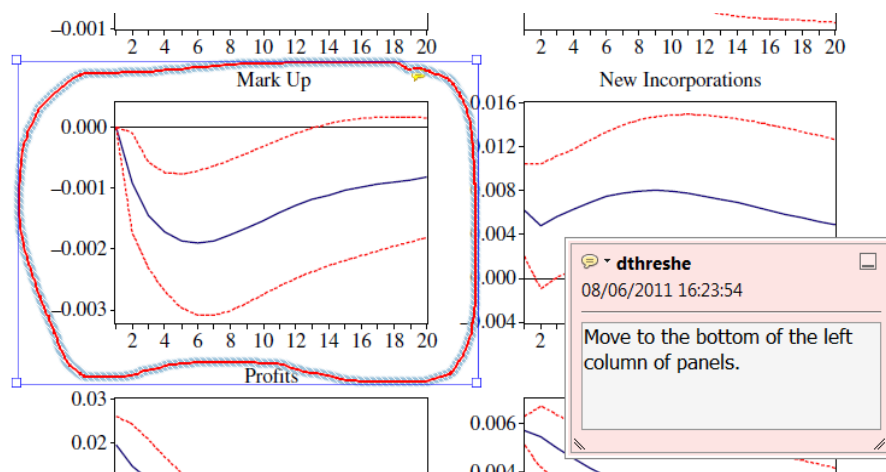 −0.001
2 4 6 8 10 12 14 16 18 20
2 4 6 8 10 12 14 16 18 20
Mark Up
0.000
−0.001
−0.002
−0.003
2 4 6 8 10 12 14 16 18 20
New Incorporations
0.016
0.012
0.008
0.004
0.000
0.004
2
dthreshe
08/06/2011 16:23:54
Move to the bottom of the left
column of panels.
Profits
0.03
0.02
0.006
0.004